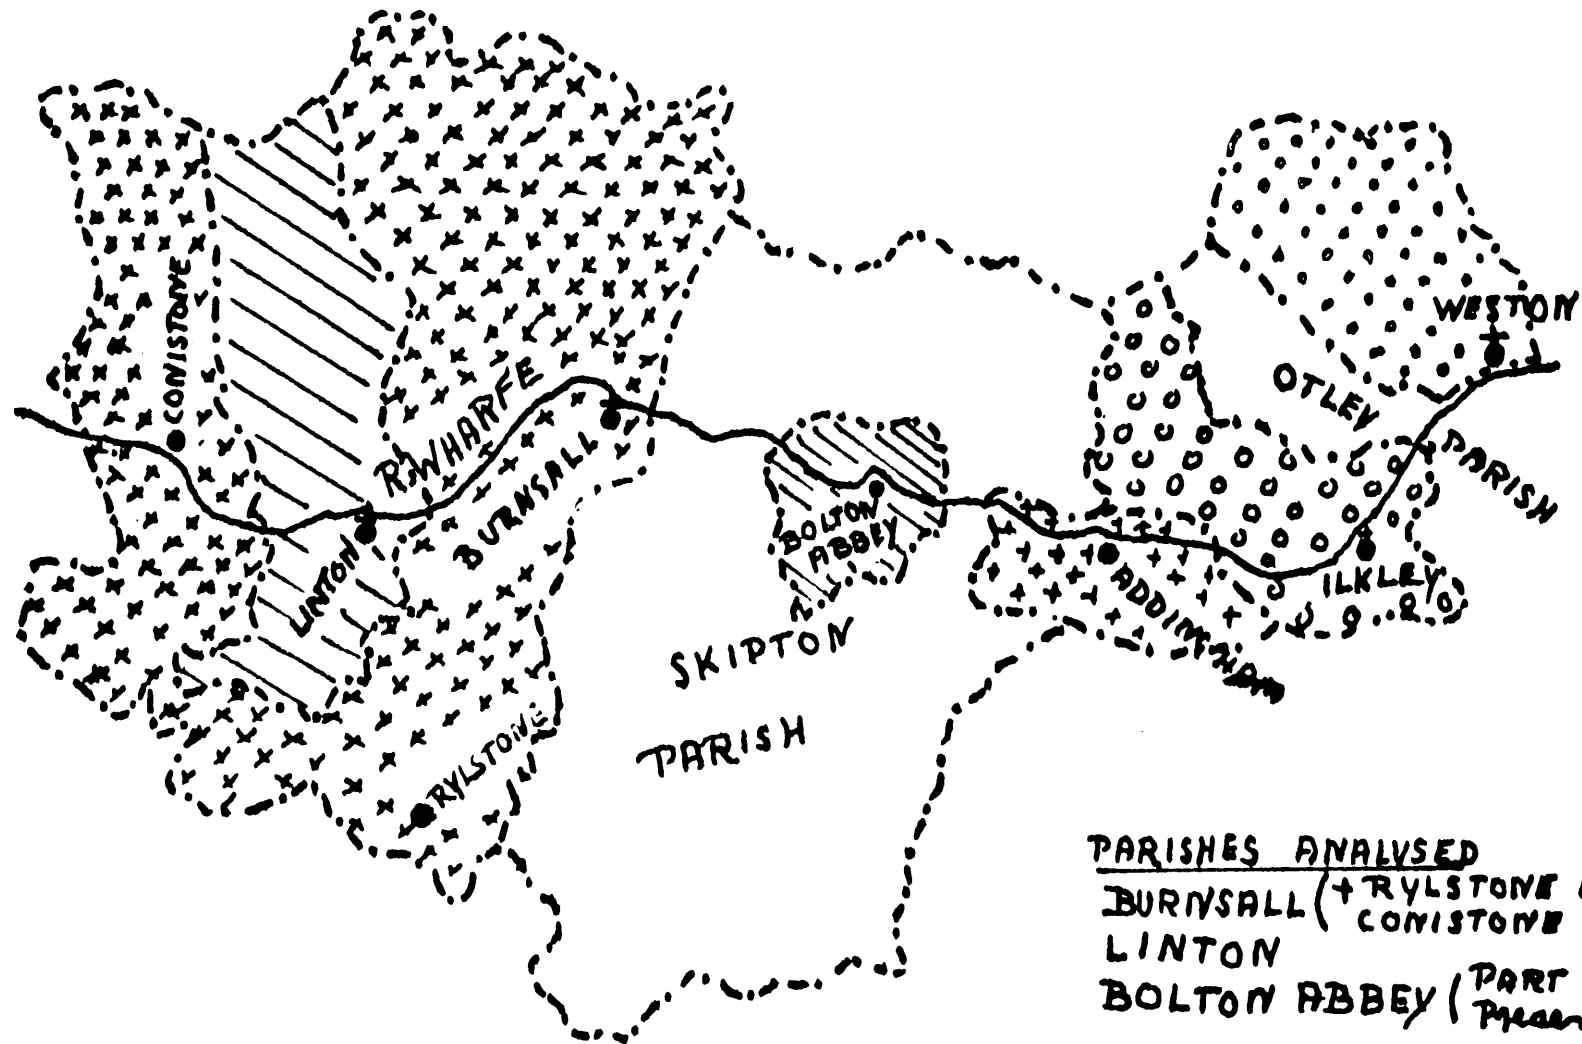 CONISTONE
R. WHARFE
BURNSALL
LINTON
RYLSTONE
BOLTON
ABBEY
SKIPTON
PARISH
ADDINGHAM
ILKLEY
OTLEY
PARISH
WESTON
PARISHES ANALYSED
BURNSALL (+ RYLSTONE
CONISTONE
LINTON
BOLTON ABBEY (PART